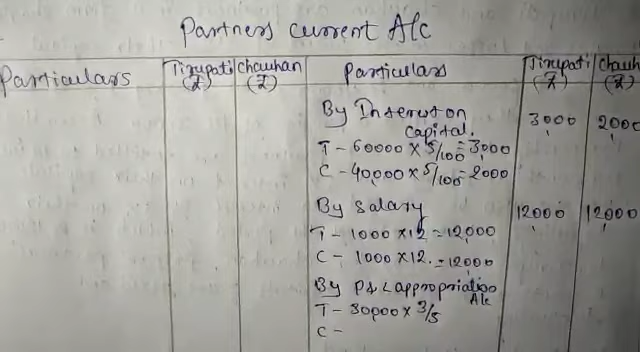 Partners current A/c
Particulars Tirupati (₹) Chauhan (₹) Particulars Tirupati (₹) Chauh (₹)
By Interest on capital. 3000 2000
T - 60000 × 5/100 = 3,000
C - 40,000 × 5/100 = 2000
By Salary 12000 12000
T - 1000 × 12 = 12,000
C - 1000 × 12. = 12000
By P&L appropriation A/c
T - 30000 × 3/5
C -